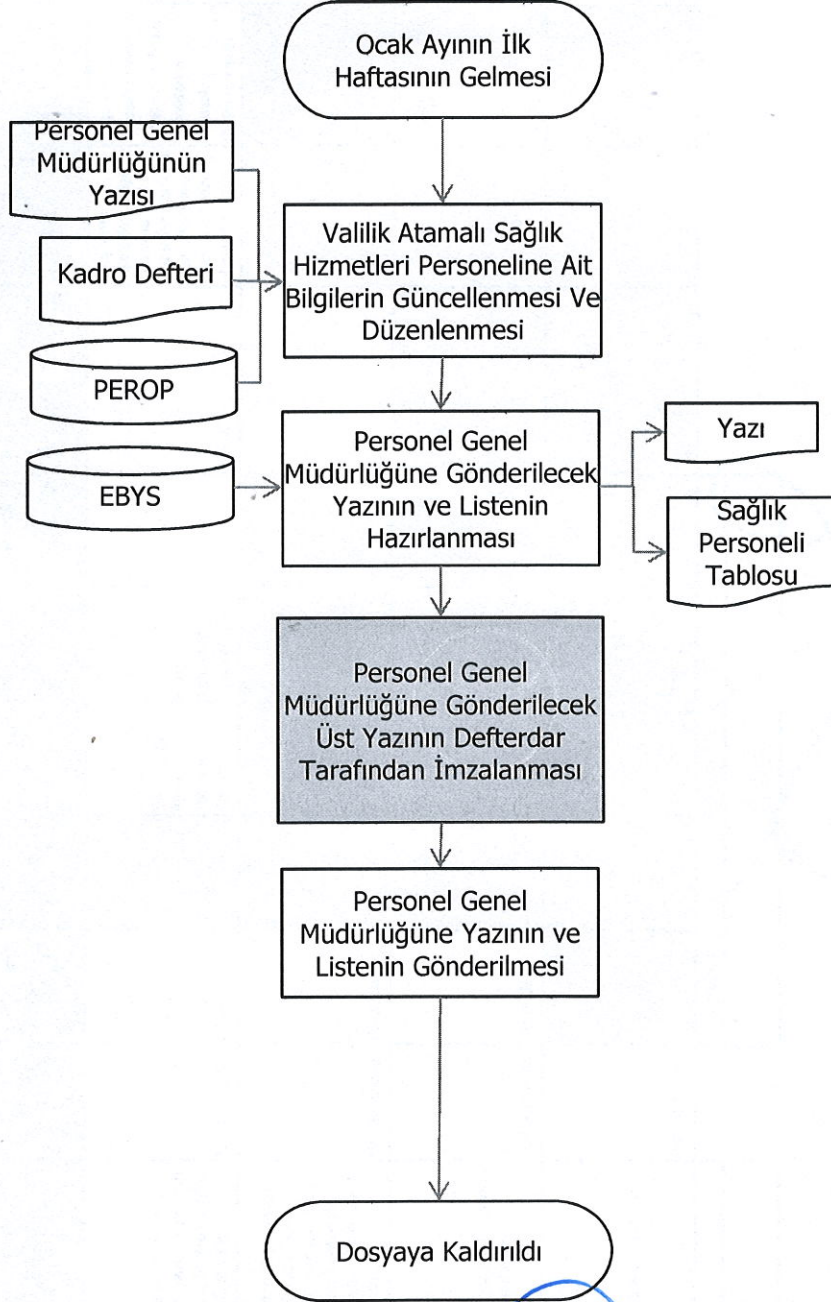 Ocak Ayının İlk
Haftasının Gelmesi
Personel Genel
Müdürlüğünün
Yazısı
Kadro Defteri
PEROP
Valilik Atamalı Sağlık
Hizmetleri Personeline Ait
Bilgilerin Güncellenmesi Ve
Düzenlenmesi
EBYS
Personel Genel
Müdürlüğüne Gönderilecek
Yazının ve Listenin
Hazırlanması
Yazı
Sağlık
Personeli
Tablosu
Personel Genel
Müdürlüğüne Gönderilecek
Üst Yazının Defterdar
Tarafından İmzalanması
Personel Genel
Müdürlüğüne Yazının ve
Listenin Gönderilmesi
Dosyaya Kaldırıldı